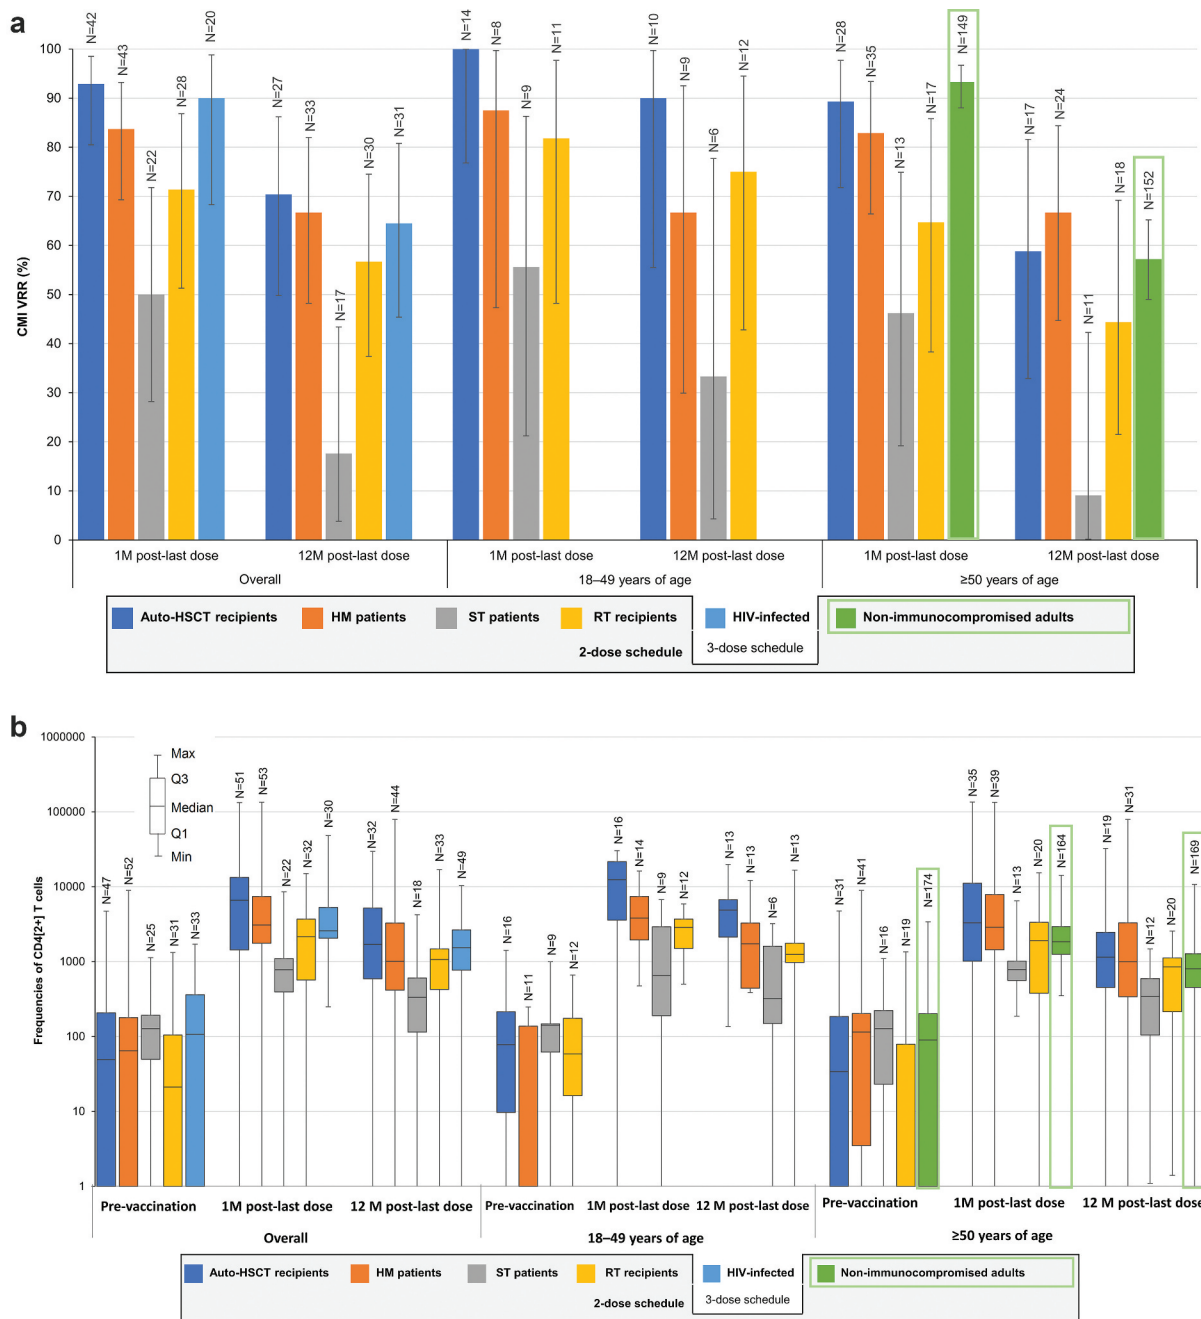 a
CMI VRR (%)
100
90
80
70
60
50
40
30
20
10
0
N=42
N=43
N=22
N=28
N=20
N=27
N=33
N=17
N=30
N=31
N=14
N=8
N=9
N=11
N=10
N=9
N=6
N=12
N=28
N=35
N=13
N=17
N=149
N=17
N=24
N=11
N=18
N=152
1M post-last dose 12M post-last dose 1M post-last dose 12M post-last dose 1M post-last dose 12M post-last dose
Overall 18–49 years of age ≥50 years of age
Auto-HSCT recipients HM patients ST patients RT recipients HIV-infected Non-immunocompromised adults
2-dose schedule 3-dose schedule
b
Frequencies of CD4[2+] T cells
1000000
100000
10000
1000
100
10
1
Max
Q3
Median
Q1
Min
N=47
N=52
N=25
N=31
N=33
N=51
N=53
N=22
N=32
N=30
N=32
N=44
N=18
N=33
N=49
N=16
N=11
N=9
N=12
N=16
N=14
N=9
N=12
N=13
N=13
N=6
N=13
N=31
N=41
N=16
N=19
N=174
N=35
N=39
N=13
N=20
N=164
N=19
N=31
N=12
N=20
N=169
Pre-vaccination 1M post-last dose 12 M post-last dose Pre-vaccination 1M post-last dose 12 M post-last dose Pre-vaccination 1M post-last dose 12 M post-last dose
Overall 18–49 years of age ≥50 years of age
Auto-HSCT recipients HM patients ST patients RT recipients HIV-infected Non-immunocompromised adults
2-dose schedule 3-dose schedule